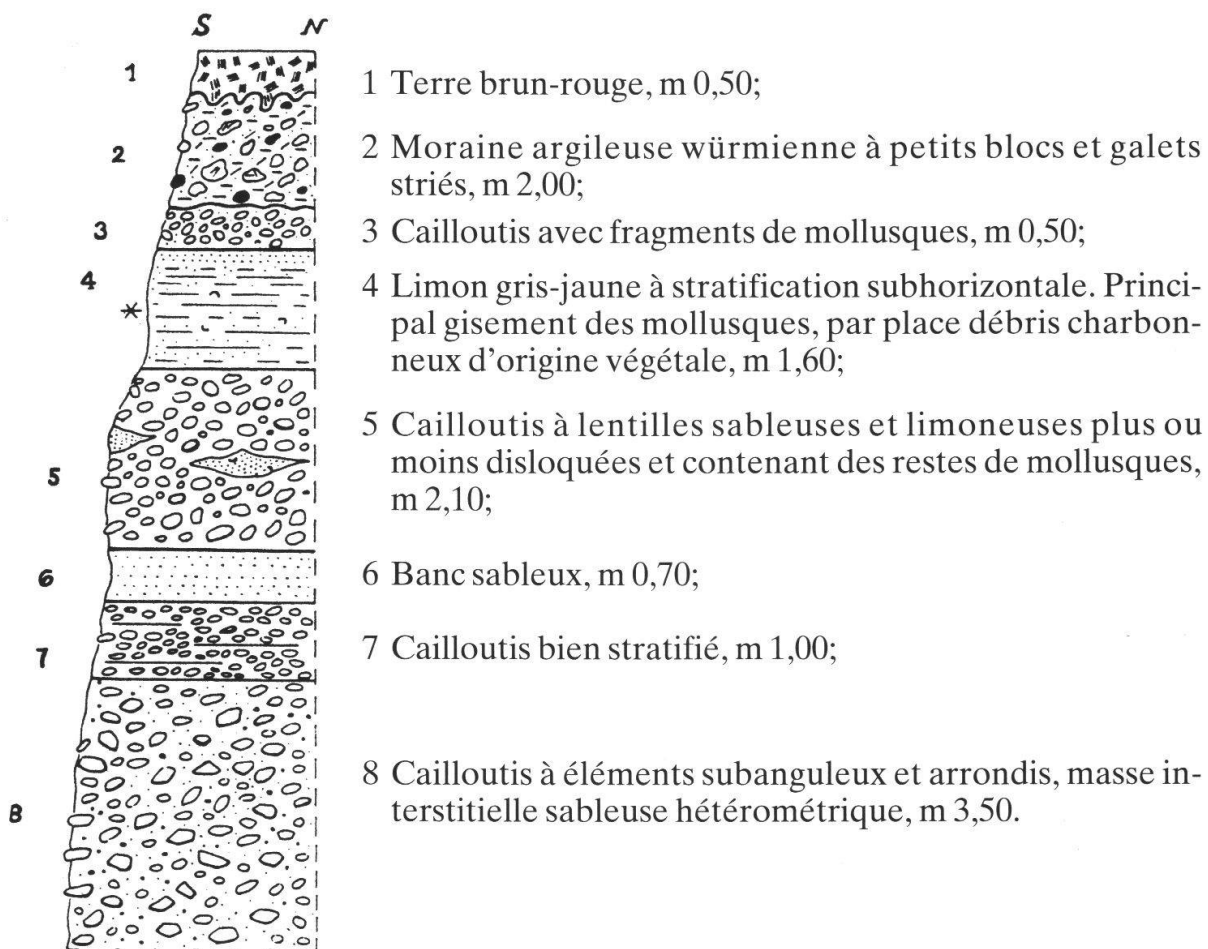 S N
1
1 Terre brun-rouge, m 0,50;
2
2 Moraine argileuse würmienne à petits blocs et galets
striés, m 2,00;
3
3 Cailloutis avec fragments de mollusques, m 0,50;
4
4 Limon gris-jaune à stratification subhorizontale. Princi-
pal gisement des mollusques, par place débris charbon-
neux d'origine végétale, m 1,60;
5
5 Cailloutis à lentilles sableuses et limoneuses plus ou
moins disloquées et contenant des restes de mollusques,
m 2,10;
6
6 Banc sableux, m 0,70;
7
7 Cailloutis bien stratifié, m 1,00;
8
8 Cailloutis à éléments subanguleux et arrondis, masse in-
terstitielle sableuse hétérométrique, m 3,50.